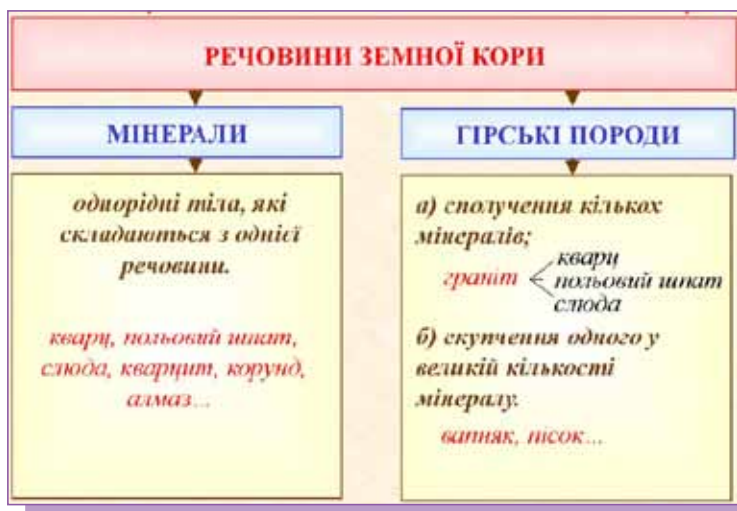 РЕЧОВИНИ ЗЕМНОЇ КОРИ
МІНЕРАЛИ
однорідні тіла, які
складаються з однієї
речовини.
кварц, польовий шпат,
слюда, кварцит, корунд,
алмаз...
ГІРСЬКІ ПОРОДИ
а) сполучення кількох
мінералів;
граніт
кварц
польовий шпат
слюда
б) скупчення одного у
великій кількості
мінералу.
вапняк, пісок...